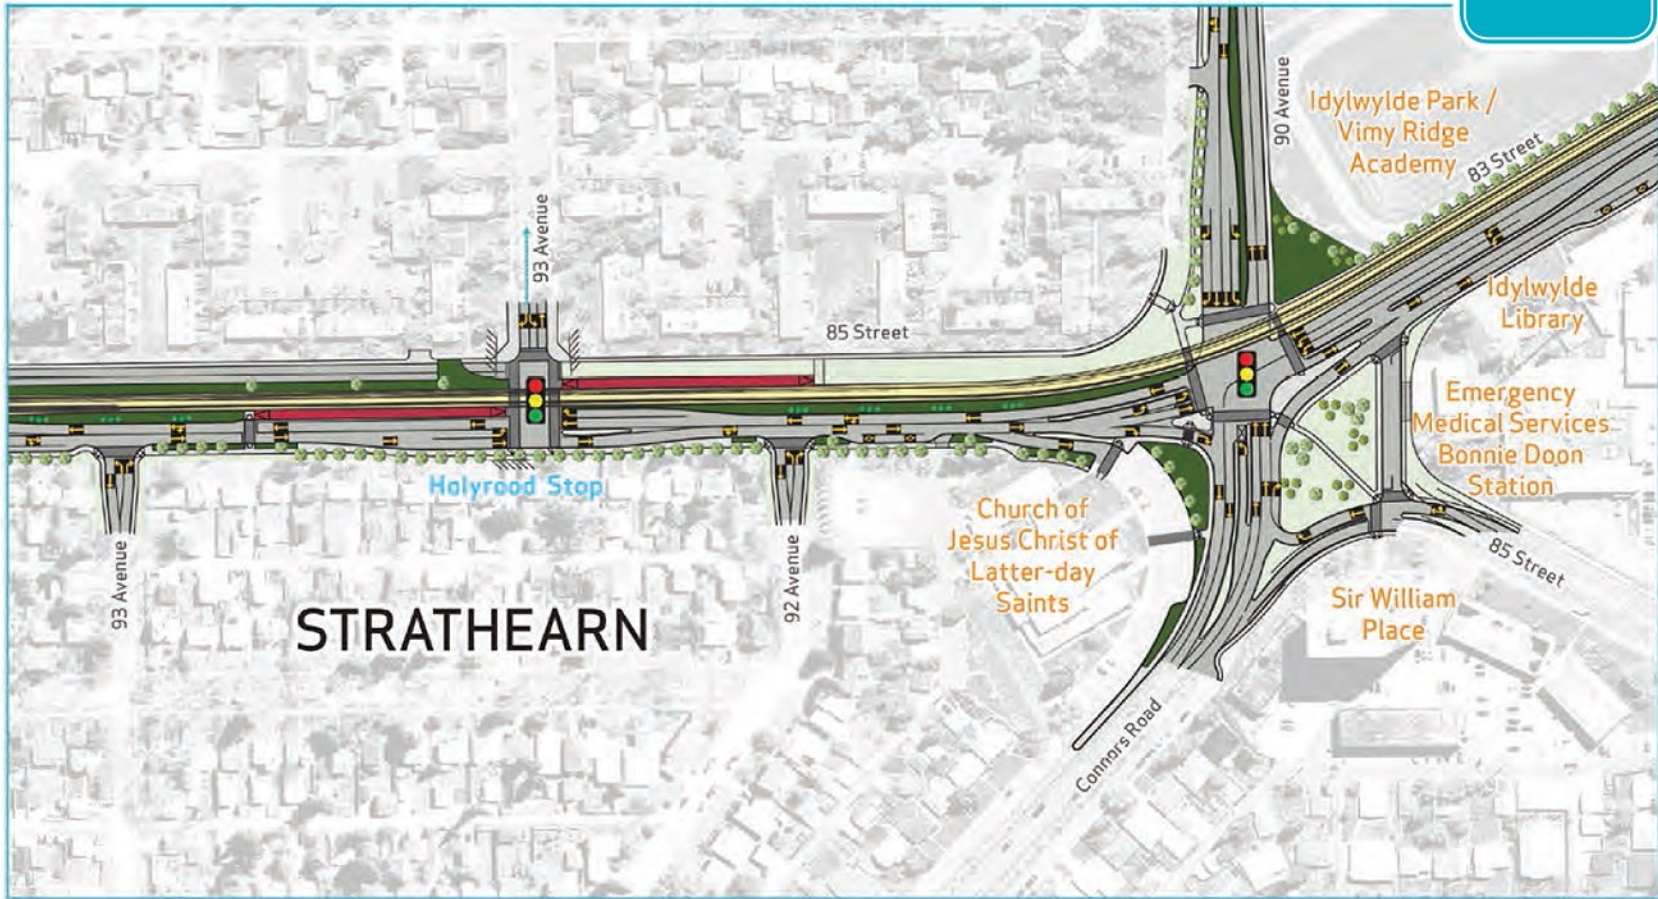 90 Avenue
Idylwylde Park /
Vimy Ridge
Academy
83 Street
93 Avenue
Idylwylde
Library
85 Street
Emergency
Medical Services
Bonnie Doon
Station
Holyrood Stop
Church of
Jesus Christ of
Latter-day
Saints
85 Street
93 Avenue
92 Avenue
STRATHEARN
Sir William
Place
Connors Road